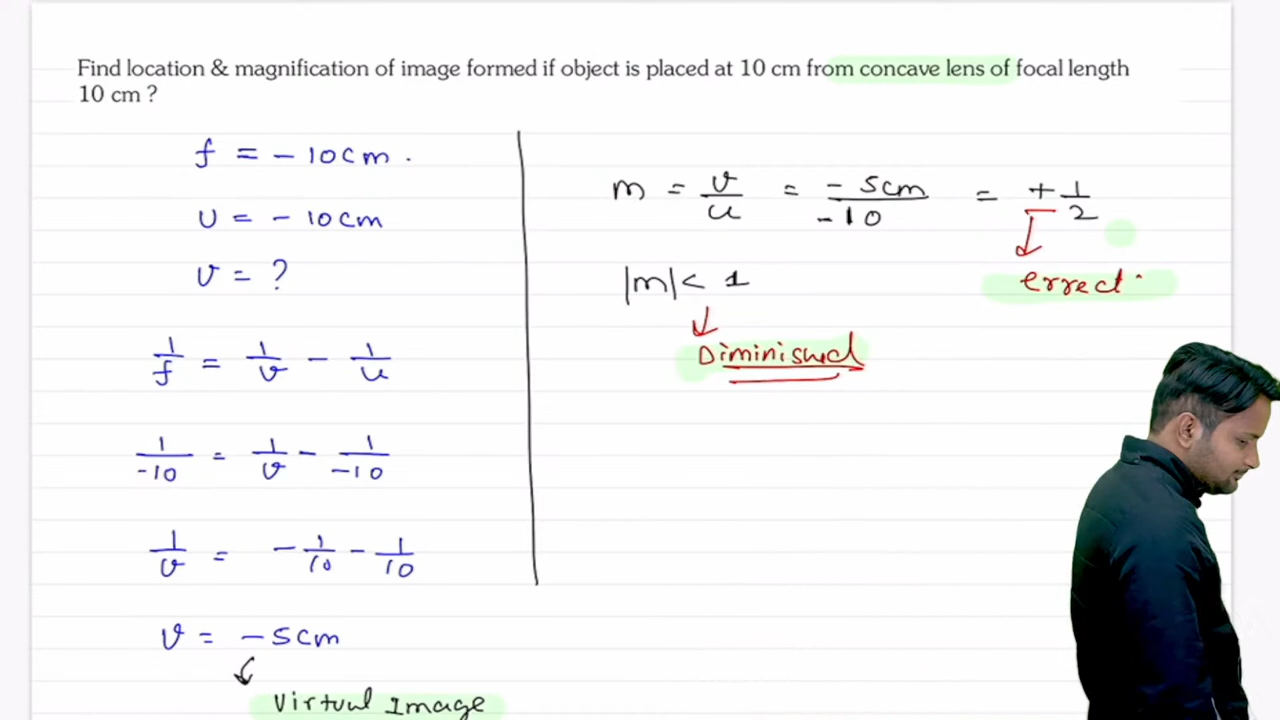 Find location & magnification of image formed if object is placed at 10 cm from concave lens of focal length
10 cm ?
f = - 10cm .
u = - 10cm
v = ?
1/f = 1/v - 1/u
1/-10 = 1/v - 1/-10
1/v = - 1/10 - 1/10
v = - 5cm
Virtual Image
m = v/u = - 5cm/-10 = + 1/2
errect
|m| < 1
Diminished